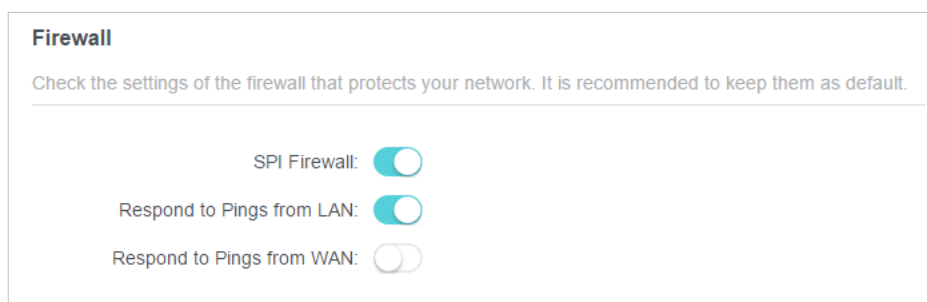 Firewall
Check the settings of the firewall that protects your network. It is recommended to keep them as default.
SPI Firewall:
Respond to Pings from LAN:
Respond to Pings from WAN: